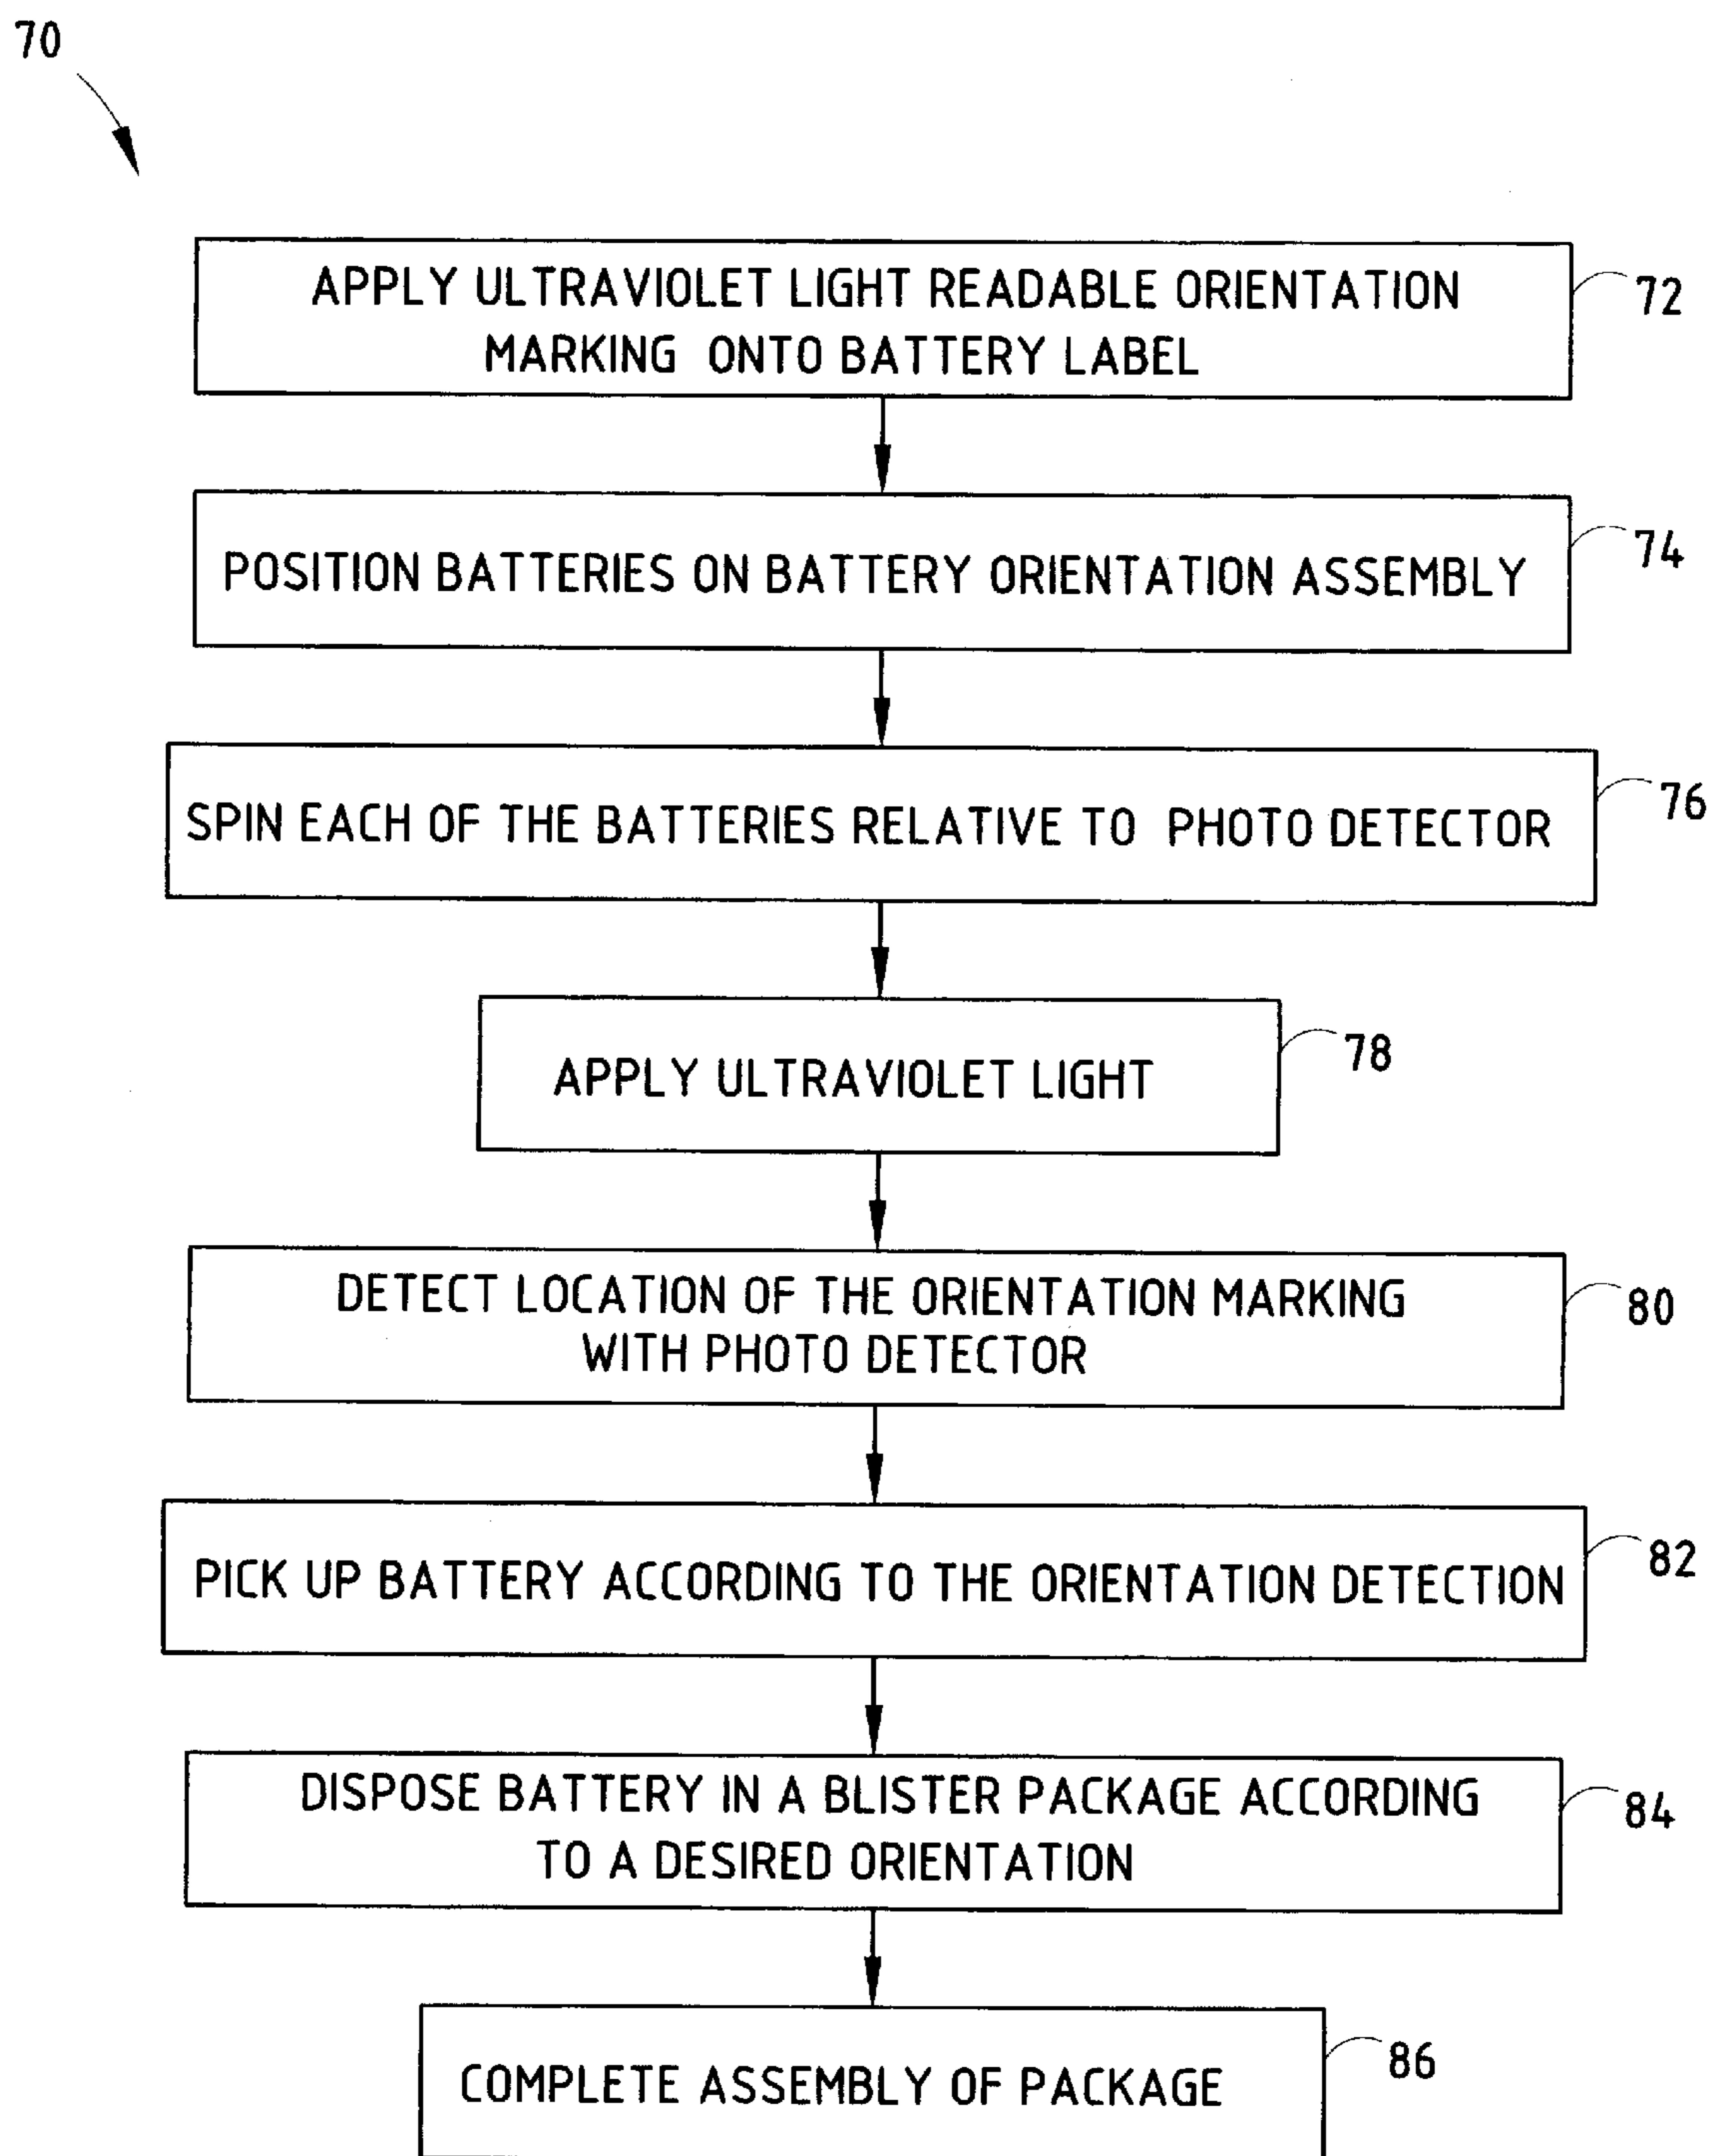 70
APPLY ULTRAVIOLET LIGHT READABLE ORIENTATION
MARKING ONTO BATTERY LABEL
72
POSITION BATTERIES ON BATTERY ORIENTATION ASSEMBLY
74
SPIN EACH OF THE BATTERIES RELATIVE TO PHOTO DETECTOR
76
APPLY ULTRAVIOLET LIGHT
78
DETECT LOCATION OF THE ORIENTATION MARKING
WITH PHOTO DETECTOR
80
PICK UP BATTERY ACCORDING TO THE ORIENTATION DETECTION
82
DISPOSE BATTERY IN A BLISTER PACKAGE ACCORDING
TO A DESIRED ORIENTATION
84
COMPLETE ASSEMBLY OF PACKAGE
86